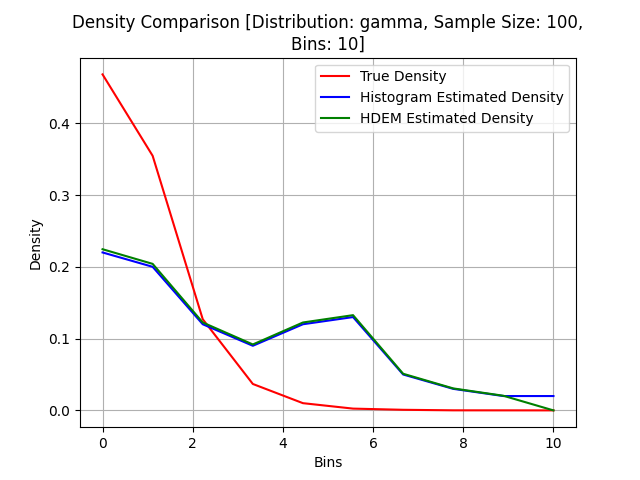 Density Comparison [Distribution: gamma, Sample Size: 100,
Bins: 10]
True Density
Histogram Estimated Density
HDEM Estimated Density
Density
0.4
0.3
0.2
0.1
0.0
0 2 4 6 8 10
Bins